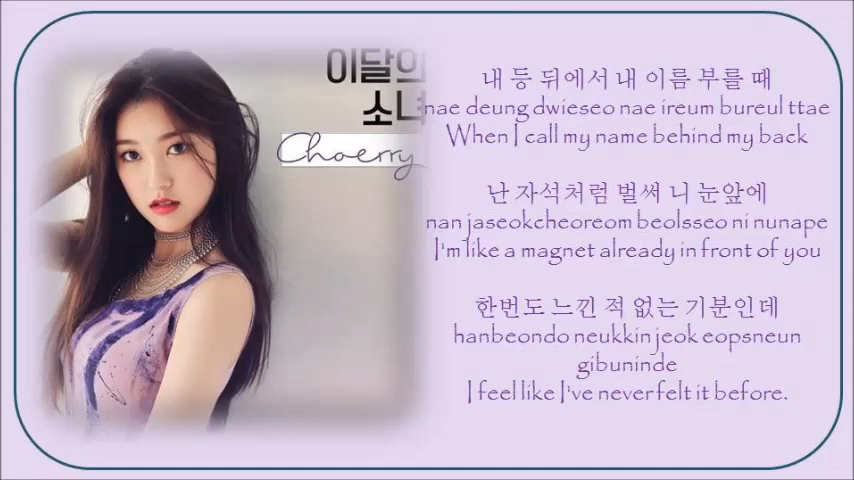 이달의
소녀
Choerry
내 등 뒤에서 내 이름 부를 때
nae deung dwieseo nae ireum bureul ttae
When I call my name behind my back
난 자석처럼 벌써 니 눈앞에
nan jaseokcheoreom beolsseo ni nunape
I'm like a magnet already in front of you
한번도 느낀 적 없는 기분인데
hanbeondo neukkin jeok eopsneun
gibuninde
I feel like I've never felt it before.